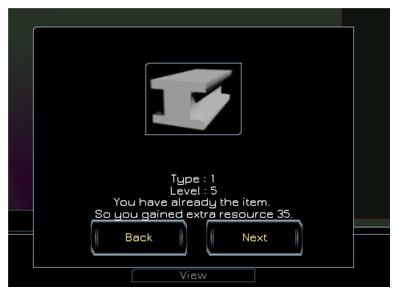 Type : 1
Level : 5
You have already the item.
So you gained extra resource 35.
Back
Next
View